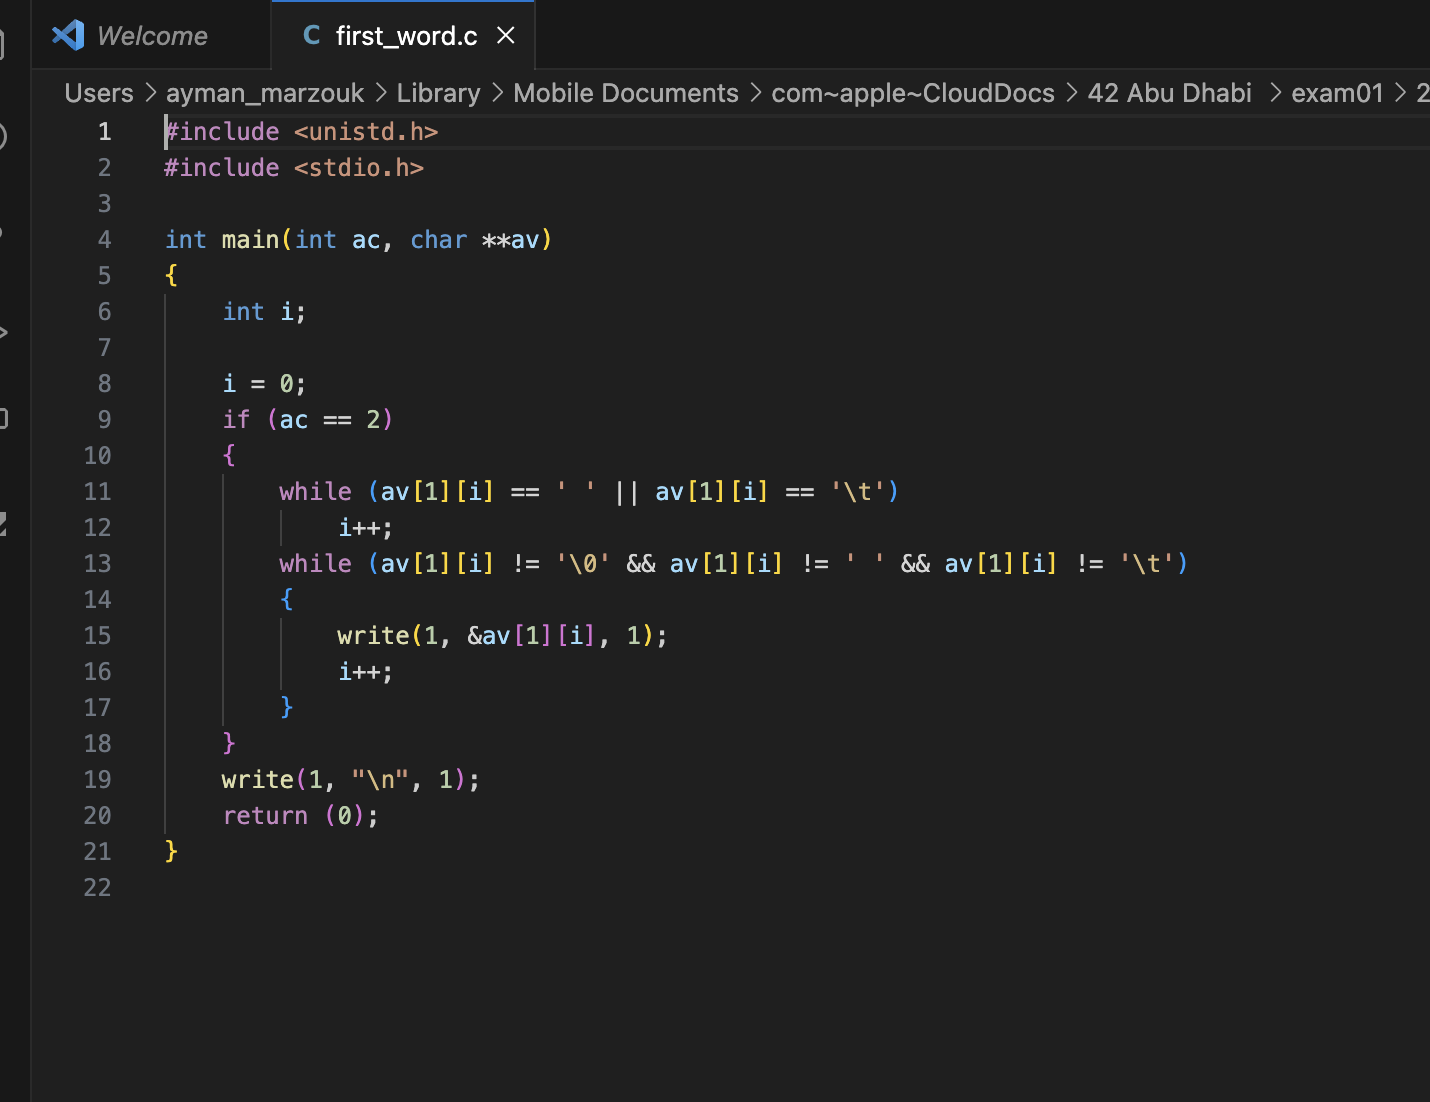 Welcome
C first_word.c
Users > ayman_marzouk > Library > Mobile Documents > com~apple~CloudDocs > 42 Abu Dhabi > exam01 > 2
1 #include <unistd.h>
2 #include <stdio.h>
3
4 int main(int ac, char **av)
5 {
6     int i;
7
8     i = 0;
9     if (ac == 2)
10     {
11         while (av[1][i] == ' ' || av[1][i] == '\t')
12             i++;
13         while (av[1][i] != '\0' && av[1][i] != ' ' && av[1][i] != '\t')
14         {
15             write(1, &av[1][i], 1);
16             i++;
17         }
18     }
19     write(1, "\n", 1);
20     return (0);
21 }
22